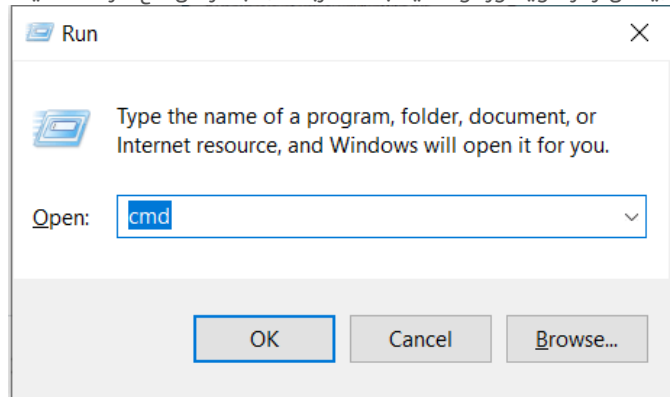 Run
Type the name of a program, folder, document, or
Internet resource, and Windows will open it for you.
Open:
cmd
OK
Cancel
Browse...